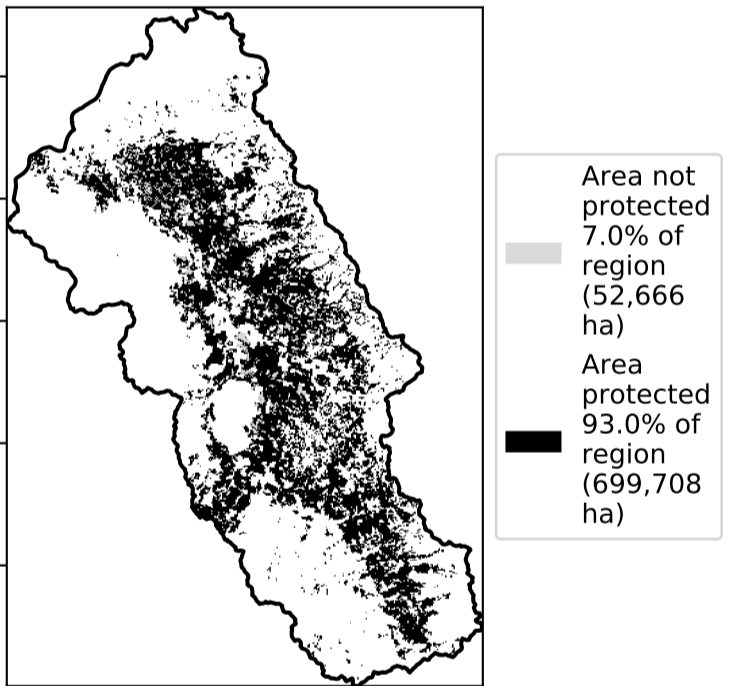 Area not
protected
7.0% of
region
(52,666
ha)
Area
protected
93.0% of
region
(699,708
ha)